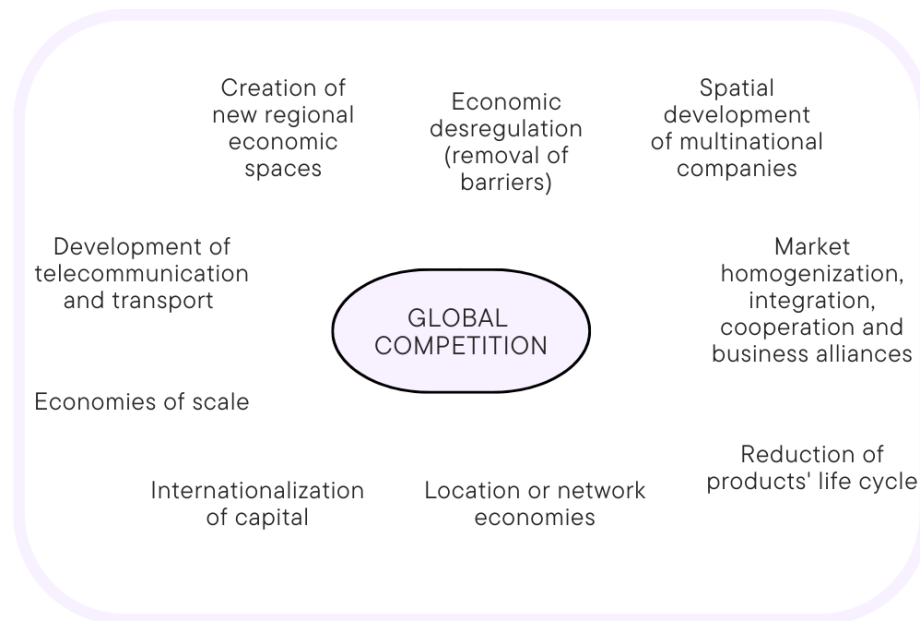 Creation of
new regional
economic
spaces
Economic
desregulation
(removal of
barriers)
Spatial
development
of multinational
companies
Development of
telecommunication
and transport
GLOBAL
COMPETITION
Market
homogenization,
integration,
cooperation and
business alliances
Economies of scale
Reduction of
products' life cycle
Internationalization
of capital
Location or network
economies